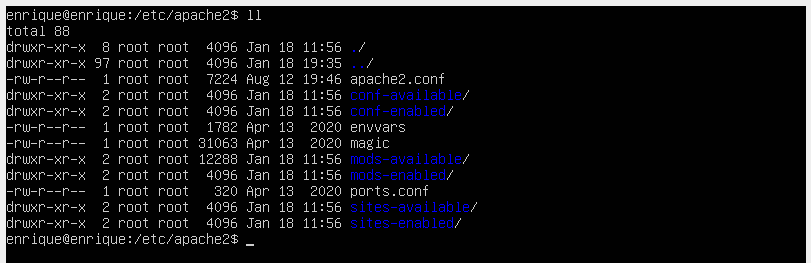 enrique@enrique:/etc/apache2$ ll
total 88
drwxr-xr-x  8 root root  4096 Jan 18 11:56 ./
drwxr-xr-x 97 root root  4096 Jan 18 19:35 ../
-rw-r--r--  1 root root  7224 Aug 12 19:46 apache2.conf
drwxr-xr-x  2 root root  4096 Jan 18 11:56 conf-available/
drwxr-xr-x  2 root root  4096 Jan 18 11:56 conf-enabled/
-rw-r--r--  1 root root  1782 Apr 13  2020 envvars
-rw-r--r--  1 root root 31063 Apr 13  2020 magic
drwxr-xr-x  2 root root 12288 Jan 18 11:56 mods-available/
drwxr-xr-x  2 root root  4096 Jan 18 11:56 mods-enabled/
-rw-r--r--  1 root root   320 Apr 13  2020 ports.conf
drwxr-xr-x  2 root root  4096 Jan 18 11:56 sites-available/
drwxr-xr-x  2 root root  4096 Jan 18 11:56 sites-enabled/
enrique@enrique:/etc/apache2$ _